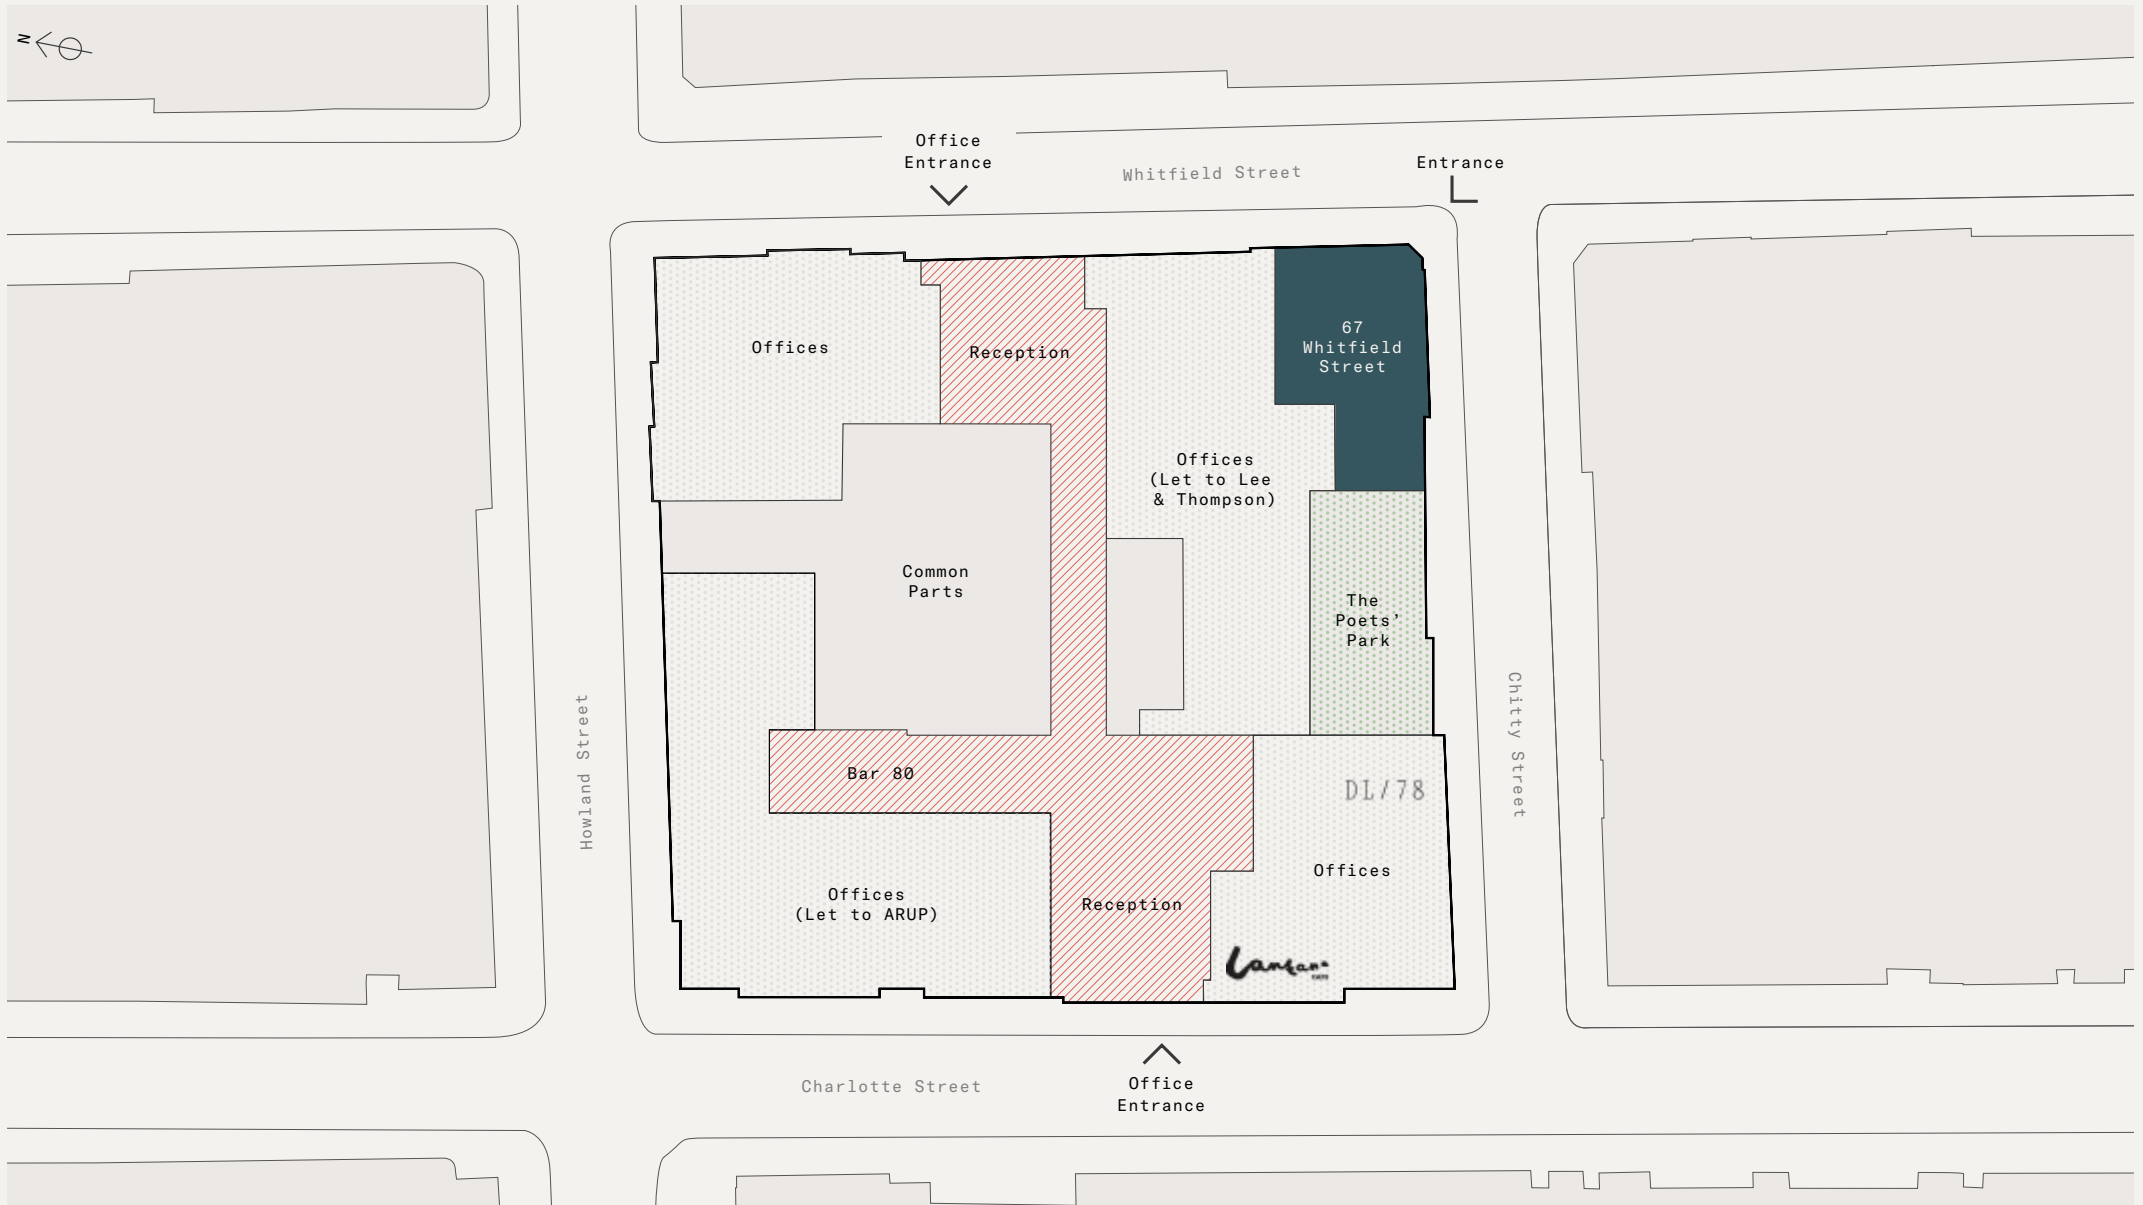 N
Office
Entrance
Whitfield Street
Entrance
67
Whitfield
Street
Offices
Reception
Offices
(Let to Lee
& Thompson)
Common
Parts
The
Poets’
Park
Howland Street
Chitty Street
Bar 80
DL/78
Offices
Offices
(Let to ARUP)
Reception
Lantana
Charlotte Street
Office
Entrance